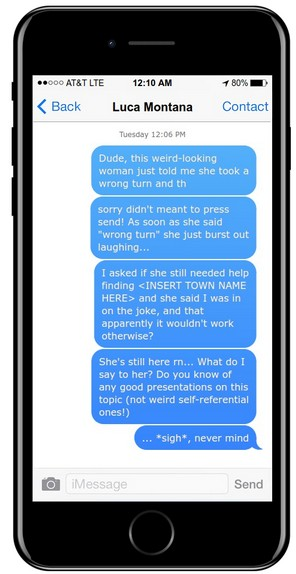 AT&T LTE 12:10 AM 80%
Back Luca Montana Contact
Tuesday 12:06 PM
Dude, this weird-looking
woman just told me she took a
wrong turn and th
sorry didn't meant to press
send! As soon as she said
"wrong turn" she just burst out
laughing...
I asked if she still needed help
finding <INSERT TOWN NAME
HERE> and she said I was in
on the joke, and that
apparently it wouldn't work
otherwise?
She's still here rn... What do I
say to her? Do you know of
any good presentations on this
topic (not weird self-referential
ones!)
... *sigh*, never mind
iMessage Send